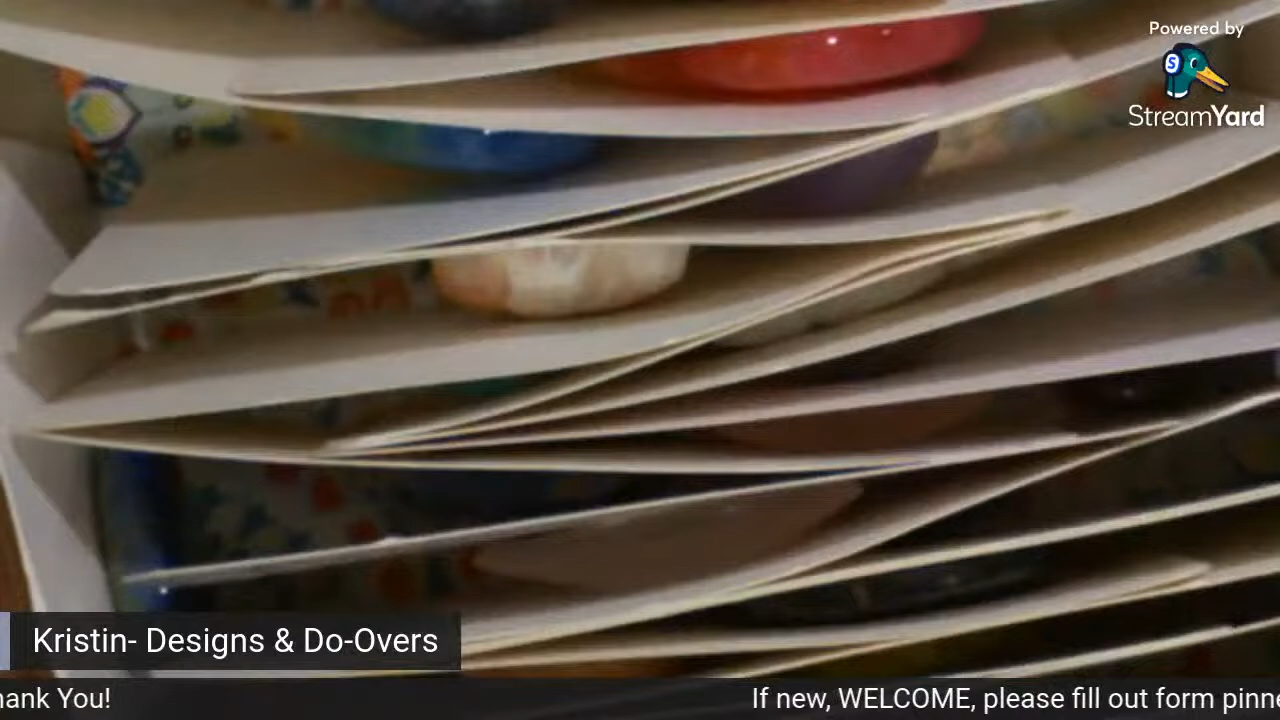 Powered by
StreamYard
Kristin- Designs & Do-Overs
hank You!
If new, WELCOME, please fill out form pinne